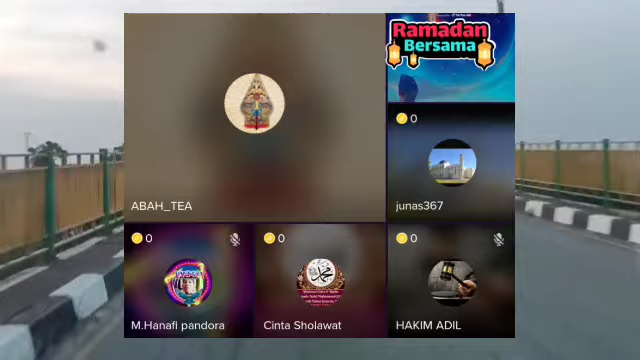 Ramadan
Bersama
ABAH_TEA
0
junas367
0
M.Hanafi pandora
0
Cinta Sholawat
0
HAKIM ADIL